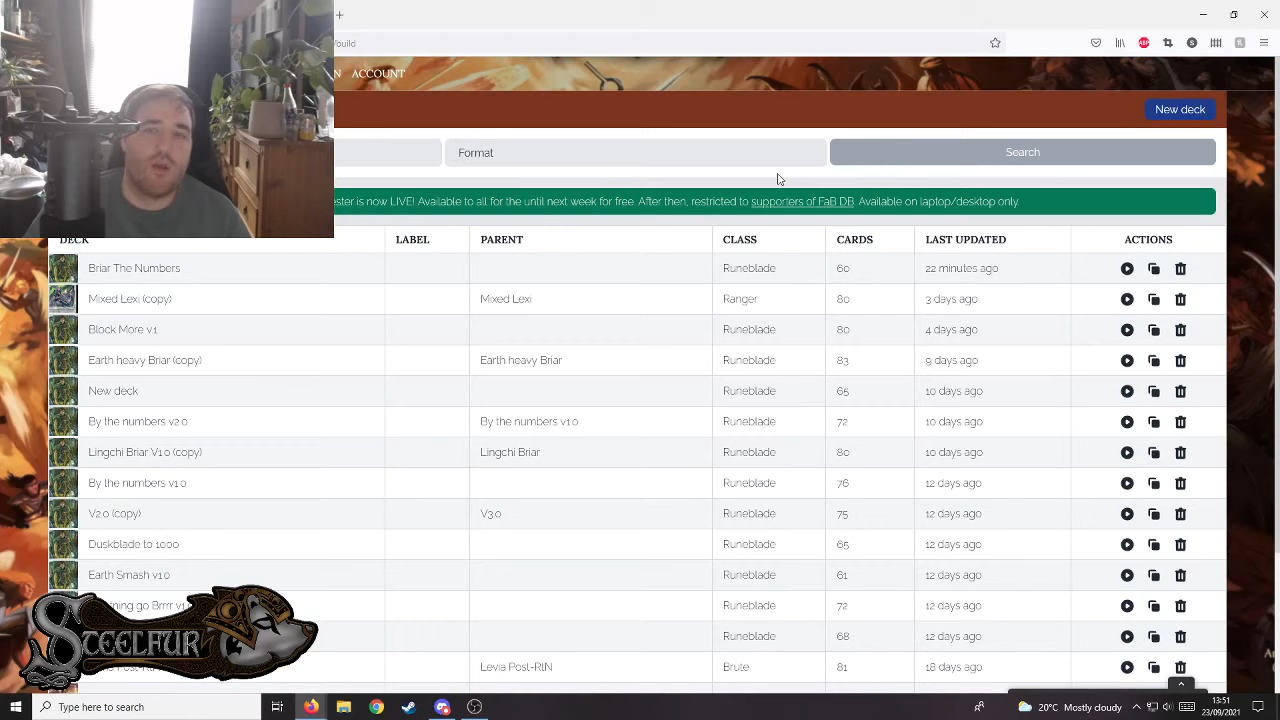 build
N ACCOUNT
New deck
Format
Search
ester is now LIVE! Available to all for the until next week for free. After then, restricted to supporters of FaB DB. Available on laptop/desktop only.
DECK LABEL PARENT CLASS CARDS LAST UPDATED ACTIONS
Briar The Numbers Runeblade 60 22 minutes ago
Mixed Lexi (copy) Mixed Lexi Ranger 80 3 days ago
Block More v.1 Runeblade 80 4 days ago
Earth heavy Briar (copy) Earth heavy Briar Runeblade 83 9 days ago
New deck Runeblade 65 10 days ago
By the numbers v2.0 By the numbers v1.0 Runeblade 72 10 days ago
Lingchi Briar V1.0 (copy) Lingchi Briar Runeblade 80 10 days ago
By the numbers v1.0 Runeblade 76 12 days ago
V2.0 (copy) V3.0 Runeblade 75 12 days ago
Duskblade to 1000 Runeblade 65 12 days ago
Earth Smash v1.0 Runeblade 61 12 days ago
ming go Brrrr v1 Runeblade 72 12 days ago
Runeblade 68 12 days ago
Levia Post-RtN Brute 81 18 days ago
STEELFUR
Type here to search
20°C Mostly cloudy
13:51
23/09/2021